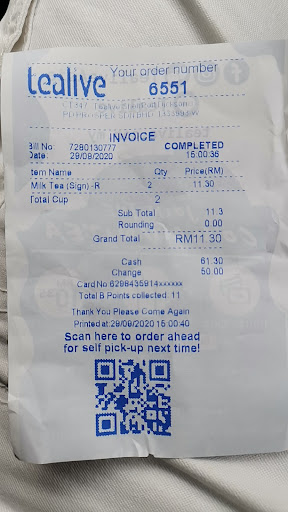 tealive
Your order number
6551
INVOICE
Bill No 7280130777 COMPLETED
Date: 29/09/2020 15:00:36
Item Name Qty Price(RM)
Milk Tea (Sign) -R 2 11.30
Total Cup 2
Sub Total 11.3
Rounding 0.00
Grand Total RM11.30
Cash 61.30
Change 50.00
Card No 6298435914xxxxxx
Total B Points collected 11
Thank You Please Come Again
Printed at 29/09/2020 15:00:40
Scan here to order ahead
for self pick-up next time!